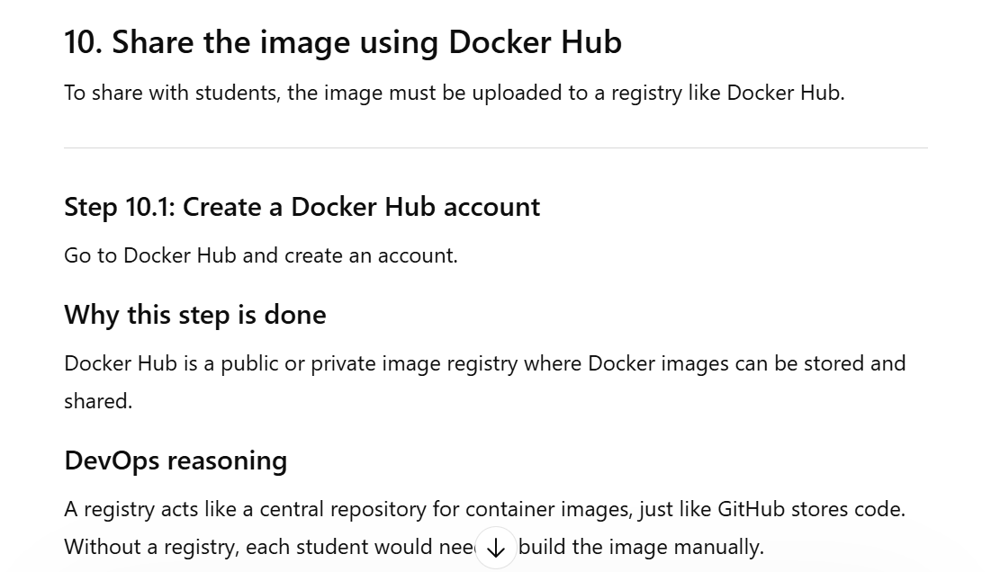 10. Share the image using Docker Hub
To share with students, the image must be uploaded to a registry like Docker Hub.
Step 10.1: Create a Docker Hub account
Go to Docker Hub and create an account.
Why this step is done
Docker Hub is a public or private image registry where Docker images can be stored and
shared.
DevOps reasoning
A registry acts like a central repository for container images, just like GitHub stores code.
Without a registry, each student would build the image manually.